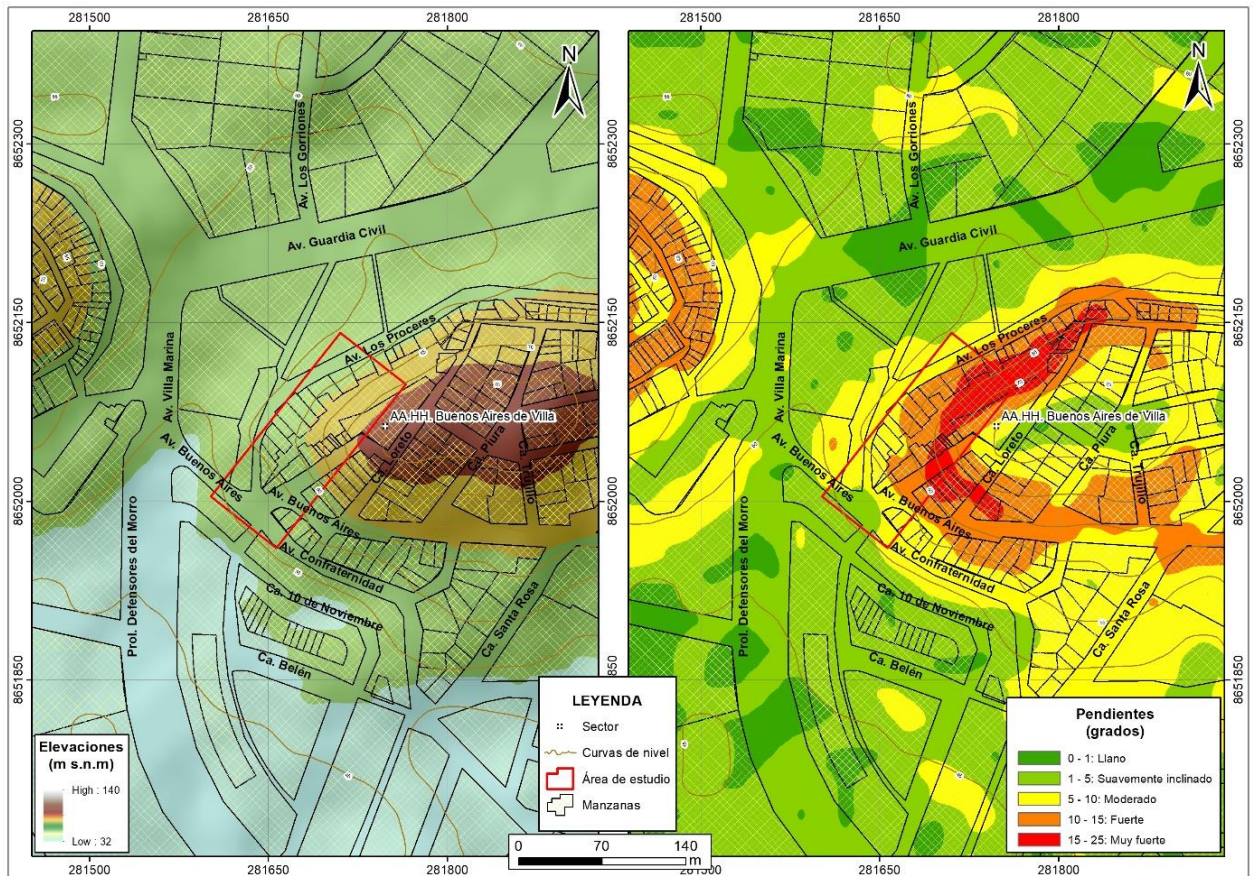 281500
281650
281800
281500
281650
281800
N
N
8652300
8652150
8652000
8651850
8652300
8652150
8652000
8652300
8652150
8652000
8651850
Av. Los Gorriones
Av. Guardia Civil
Av. Los Proceres
Av. Villa Marina
AA.HH. Buenos Aires de Villa
Av. Buenos Aires
Av. Buenos Aires
Ca. Loreto
Ca. Piura
Ca. Trujillo
Prol. Defensores del Morro
Av. Confraternidad
Ca. 10 de Noviembre
Ca. Belén
Ca. Santa Rosa
Av. Los Gorriones
Av. Guardia Civil
Av. Los Proceres
Av. Villa Marina
AA.HH. Buenos Aires de Villa
Av. Buenos Aires
Av. Buenos Aires
Ca. Loreto
Ca. Piura
Ca. Trujillo
Prol. Defensores del Morro
Av. Confraternidad
Ca. 10 de Noviembre
Ca. Belén
Ca. Santa Rosa
Elevaciones
(m s.n.m)
High : 140
Low : 32
LEYENDA
Sector
Curvas de nivel
Área de estudio
Manzanas
0 70 140
m
Pendientes
(grados)
0 - 1: Llano
1 - 5: Suavemente inclinado
5 - 10: Moderado
10 - 15: Fuerte
15 - 25: Muy fuerte
281500
281650
281800
281500
281650
281800